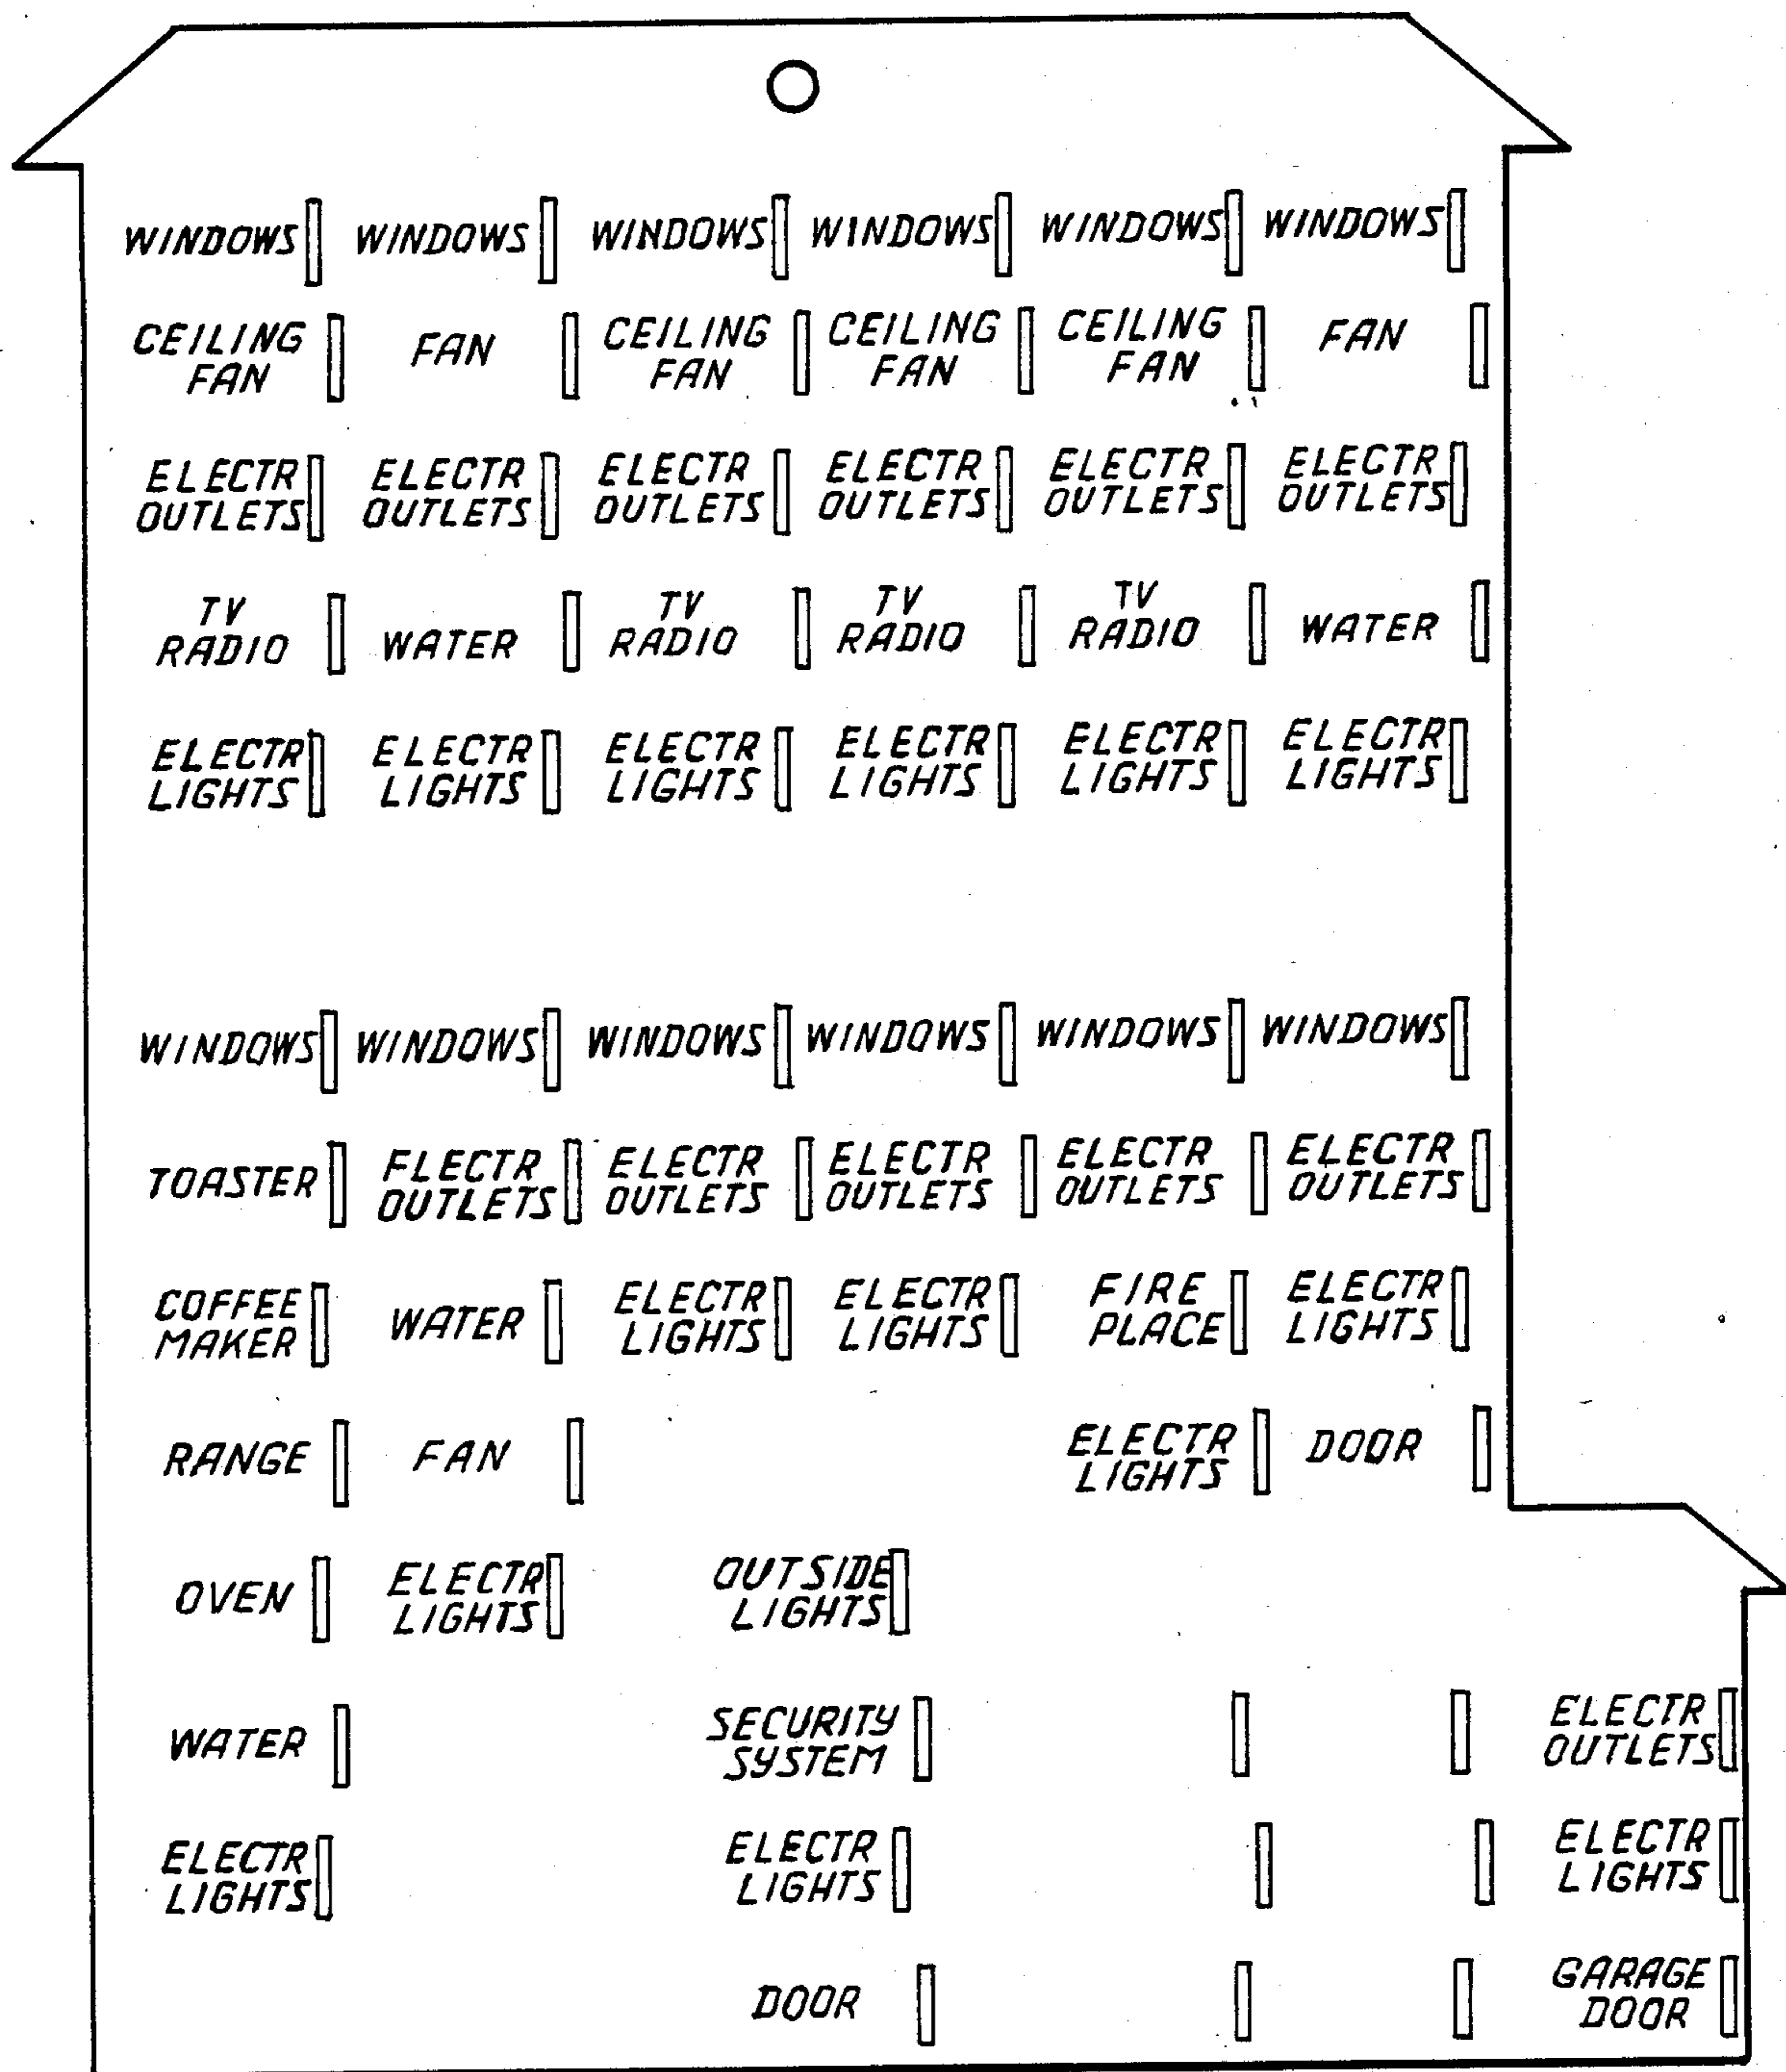 WINDOWS WINDOWS WINDOWS WINDOWS WINDOWS WINDOWS
CEILING FAN CEILING CEILING CEILING FAN
FAN FAN FAN FAN
ELECTR ELECTR ELECTR ELECTR ELECTR ELECTR
OUTLETS OUTLETS OUTLETS OUTLETS OUTLETS OUTLETS
TV TV TV TV
RADIO WATER RADIO RADIO RADIO WATER
ELECTR ELECTR ELECTR ELECTR ELECTR ELECTR
LIGHTS LIGHTS LIGHTS LIGHTS LIGHTS LIGHTS
WINDOWS WINDOWS WINDOWS WINDOWS WINDOWS WINDOWS
TOASTER FLECTR ELECTR ELECTR ELECTR ELECTR
OUTLETS OUTLETS OUTLETS OUTLETS OUTLETS
COFFEE WATER ELECTR ELECTR FIRE ELECTR
MAKER LIGHTS LIGHTS PLACE LIGHTS
RANGE FAN ELECTR DOOR
LIGHTS
OVEN ELECTR OUTSIDE
LIGHTS LIGHTS
WATER SECURITY ELECTR
SYSTEM OUTLETS
ELECTR ELECTR ELECTR
LIGHTS LIGHTS LIGHTS
DOOR GARAGE
DOOR